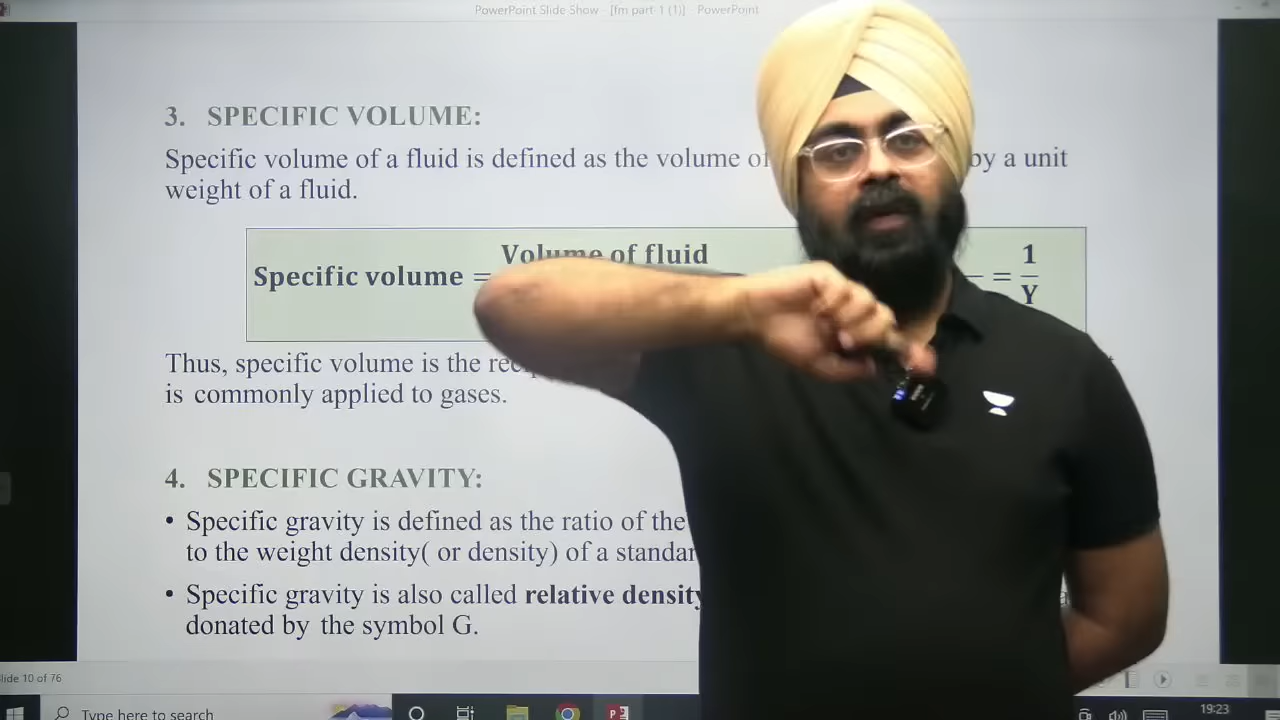 PowerPoint Slide Show - [fm part-1 (1)] - PowerPoint
3. SPECIFIC VOLUME:
Specific volume of a fluid is defined as the volume of by a unit
weight of a fluid.
Volume of fluid
Specific volume = = 1/Y
Thus, specific volume is the
is commonly applied to gases.
4. SPECIFIC GRAVITY:
• Specific gravity is defined as the ratio of the
to the weight density( or density) of a
• Specific gravity is also called relative density
donated by the symbol G.
lide 10 of 76
Type here to search
19:23